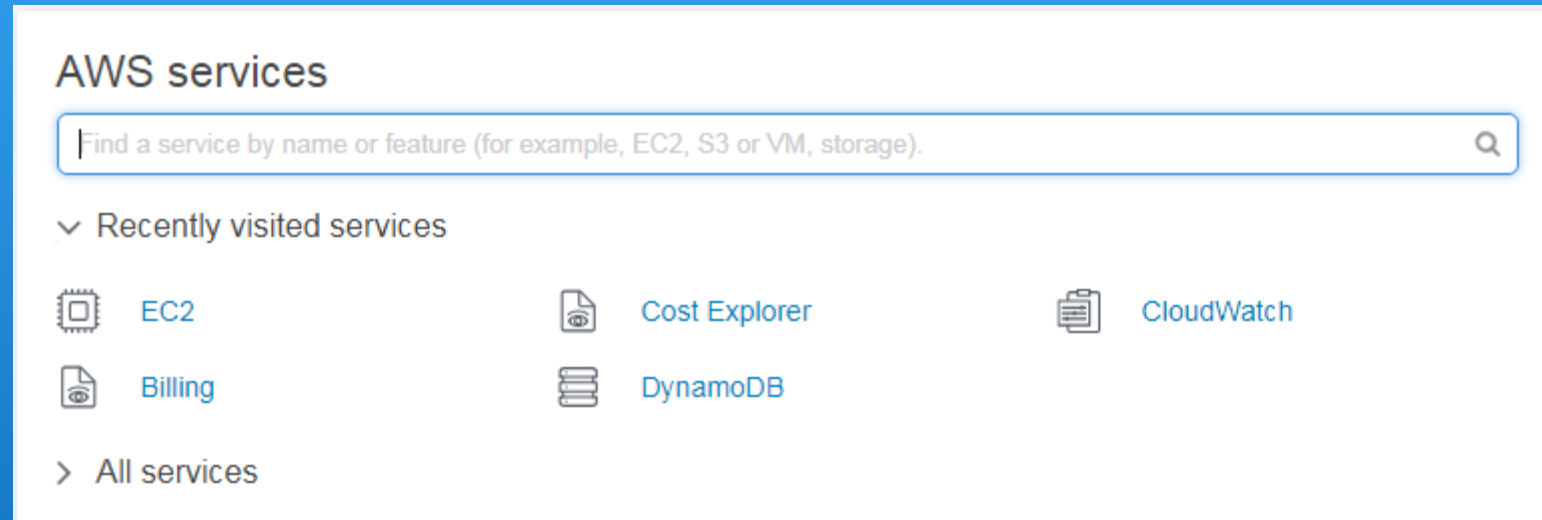 AWS services
Find a service by name or feature (for example, EC2, S3 or VM, storage).
Recently visited services
EC2 Cost Explorer CloudWatch
Billing DynamoDB
All services